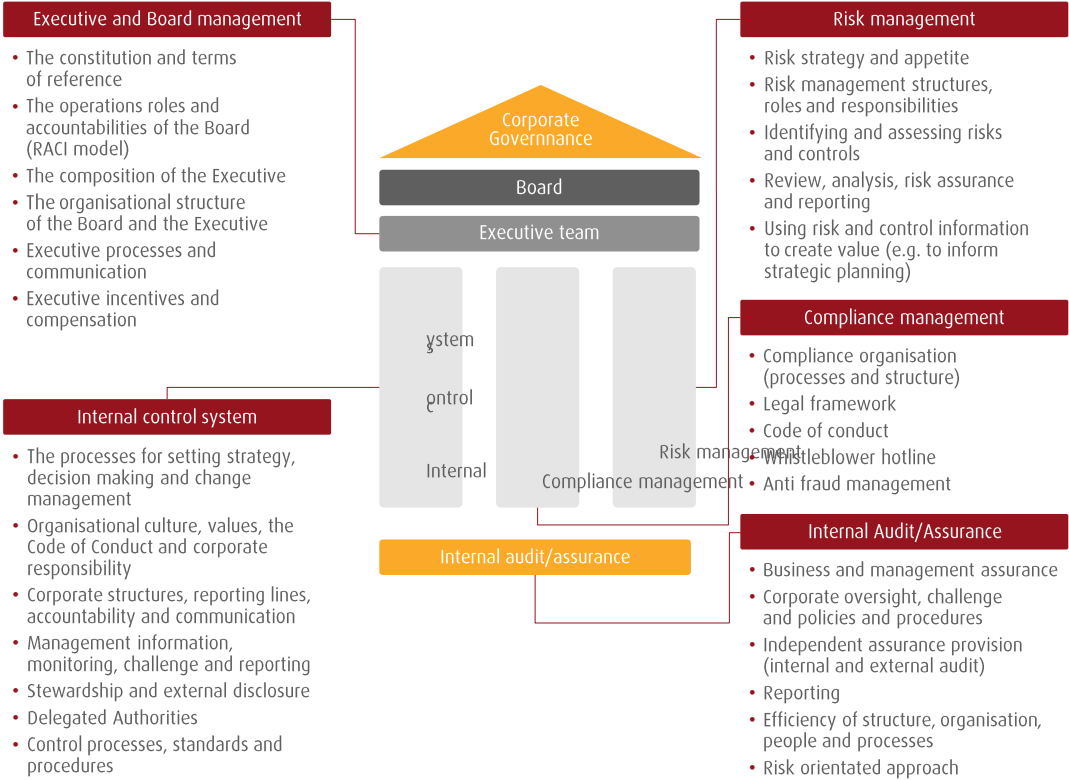 Executive and Board management
• The constitution and terms
of reference
• The operations roles and
accountabilities of the Board
(RACI model)
• The composition of the Executive
• The organisational structure
of the Board and the Executive
• Executive processes and
communication
• Executive incentives and
compensation
Internal control system
• The processes for setting strategy,
decision making and change
management
• Organisational culture, values, the
Code of Conduct and corporate
responsibility
• Corporate structures, reporting lines,
accountability and communication
• Management information,
monitoring, challenge and reporting
• Stewardship and external disclosure
• Delegated Authorities
• Control processes, standards and
procedures
Corporate
Governnance
Board
Executive team
ystem
s
ontrol
c
Internal
Compliance management
Risk management
Internal audit/assurance
Risk management
• Risk strategy and appetite
• Risk management structures,
roles and responsibilities
• Identifying and assessing risks
and controls
• Review, analysis, risk assurance
and reporting
• Using risk and control information
to create value (e.g. to inform
strategic planning)
Compliance management
• Compliance organisation
(processes and structure)
• Legal framework
• Code of conduct
• Whistleblower hotline
• Anti fraud management
Internal Audit/Assurance
• Business and management assurance
• Corporate oversight, challenge
and policies and procedures
• Independent assurance provision
(internal and external audit)
• Reporting
• Efficiency of structure, organisation,
people and processes
• Risk orientated approach